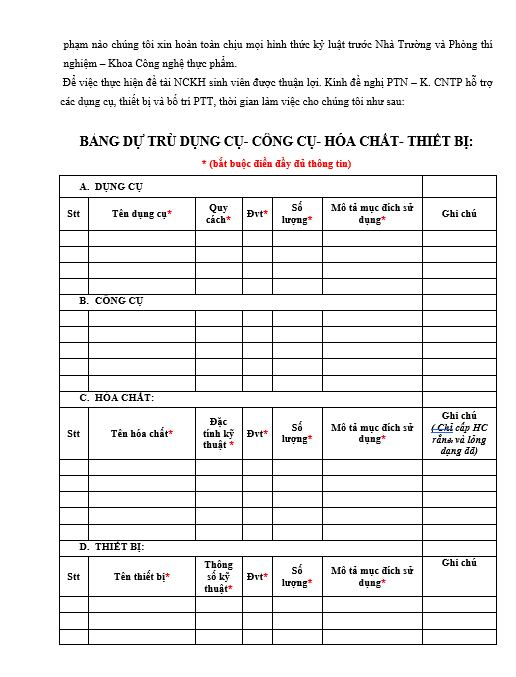 phạm nào chúng tôi xin hoàn toàn chịu mọi hình thức kỷ luật trước Nhà Trường và Phòng thí
nghiệm – Khoa Công nghệ thực phẩm.
Để việc thực hiện đề tài NCKH sinh viên được thuận lợi. Kính đề nghị PTN – K. CNTP hỗ trợ
các dụng cụ, thiết bị và bố trí PTT, thời gian làm việc cho chúng tôi như sau:
BẢNG DỰ TRÙ DỤNG CỤ- CÔNG CỤ- HÓA CHẤT- THIẾT BỊ:
* (bắt buộc điền đầy đủ thông tin)
A. DỤNG CỤ
Stt Tên dụng cụ* Quy cách* Đvt* Số lượng* Mô tả mục đích sử dụng* Ghi chú
B. CÔNG CỤ
C. HÓA CHẤT:
Stt Tên hóa chất* Đặc tính kỹ thuật * Đvt* Số lượng* Mô tả mục đích sử dụng* Ghi chú ( Chỉ cấp HC rắn và lỏng dạng đã)
D. THIẾT BỊ:
Stt Tên thiết bị* Thông số kỹ thuật* Đvt* Số lượng* Mô tả mục đích sử dụng* Ghi chú